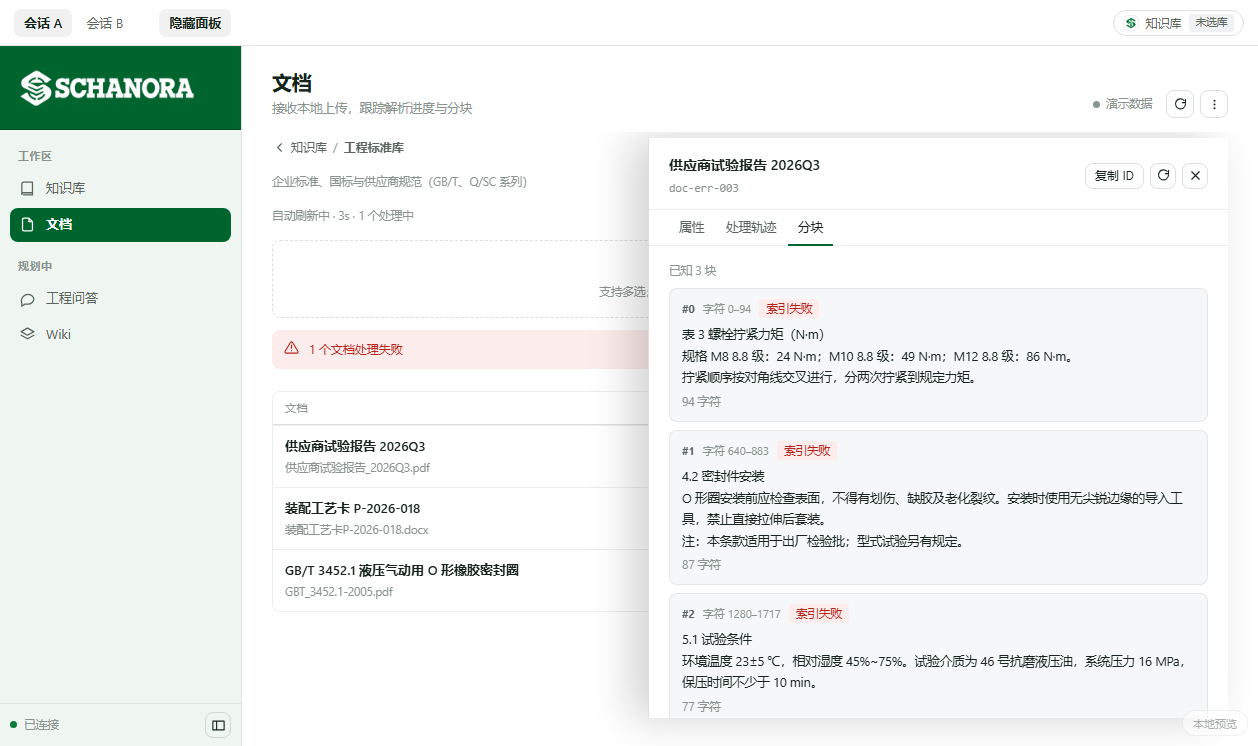 会话 A
会话 B
隐藏面板
知识库
未选库
SCHANORA
工作区
知识库
文档
规划中
工程问答
Wiki
已连接
文档
接收本地上传，跟踪解析进度与分块
演示数据
知识库 / 工程标准库
企业标准、国标与供应商规范（GB/T、Q/SC 系列）
自动刷新中 · 3s · 1 个处理中
支持多选
1 个文档处理失败
文档
供应商试验报告 2026Q3
供应商试验报告_2026Q3.pdf
装配工艺卡 P-2026-018
装配工艺卡P-2026-018.docx
GB/T 3452.1 液压气动用 O 形橡胶密封圈
GBT_3452.1-2005.pdf
供应商试验报告 2026Q3
doc-err-003
复制 ID
属性
处理轨迹
分块
已知 3 块
#0 字符 0–94 索引失败
表 3 螺栓拧紧力矩（N·m）
规格 M8 8.8 级：24 N·m；M10 8.8 级：49 N·m；M12 8.8 级：86 N·m。
拧紧顺序按对角线交叉进行，分两次拧紧到规定力矩。
94 字符
#1 字符 640–883 索引失败
4.2 密封件安装
O 形圈安装前应检查表面，不得有划伤、缺胶及老化裂纹。安装时使用无尖锐边缘的导入工
具，禁止直接拉伸后套装。
注：本条款适用于出厂检验批；型式试验另有规定。
87 字符
#2 字符 1280–1717 索引失败
5.1 试验条件
环境温度 23±5 ℃，相对湿度 45%~75%。试验介质为 46 号抗磨液压油，系统压力 16 MPa，
保压时间不少于 10 min。
77 字符
本地预览